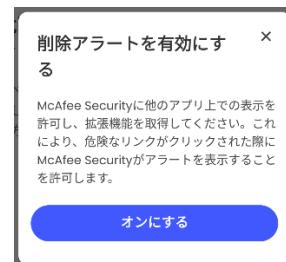 削除アラートを有効にす
る
McAfee Securityに他のアプリ上での表示を
許可し、拡張機能を取得してください。これ
により、危険なリンクがクリックされた際に
McAfee Securityがアラートを表示すること
を許可します。
オンにする